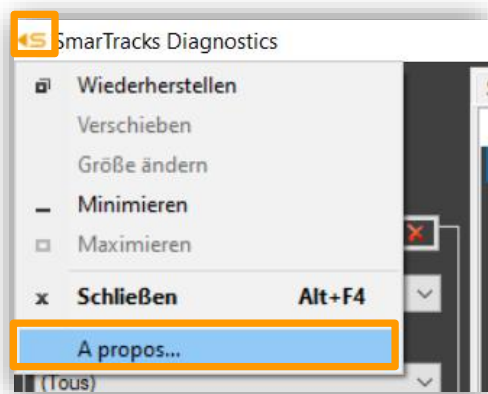 SmarTracks Diagnostics
Wiederherstellen
Verschieben
Größe ändern
Minimieren
Maximieren
Schließen Alt+F4
A propos...
(Tous)